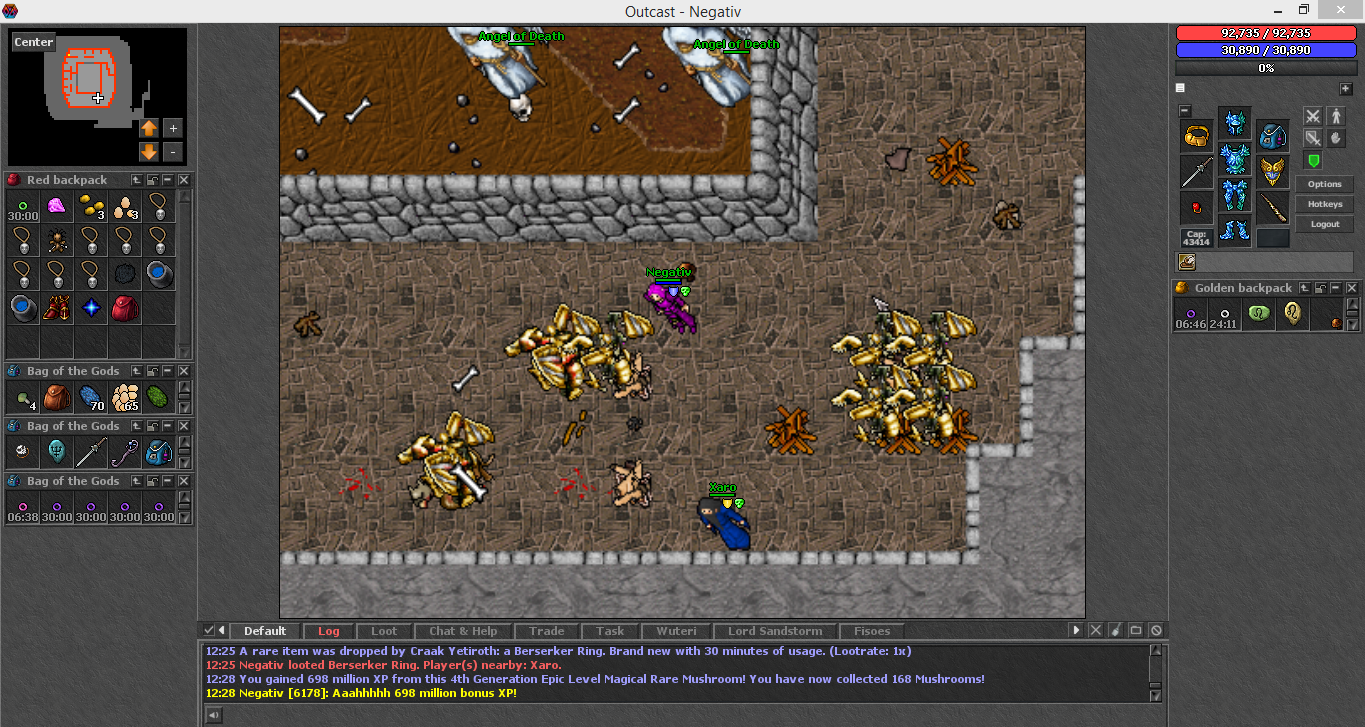 Outcast - Negativ
Center
+
-
Red backpack
30:00
3
3
Bag of the Gods
4
70
65
Bag of the Gods
Bag of the Gods
06:38 30:00 30:00 30:00 30:00
Angel of Death
Angel of Death
Negativ
Xaro
92,735 / 92,735
30,890 / 30,890
0%
Cap:
43414
Options
Hotkeys
Logout
Golden backpack
06:46 24:11
Default Log Loot Chat & Help Trade Task Wuteri Lord Sandstorm Fisoes
12:25 A rare item was dropped by Craak Yetiroth: a Berserker Ring. Brand new with 30 minutes of usage. (Lootrate: 1x)
12:25 Negativ looted Berserker Ring. Player(s) nearby: Xaro.
12:28 You gained 698 million XP from this 4th Generation Epic Level Magical Rare Mushroom! You have now collected 168 Mushrooms!
12:28 Negativ [6178]: Aaahhhhh 698 million bonus XP!